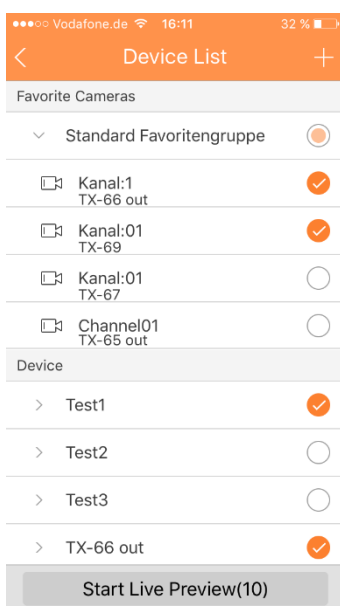 Vodafone.de 16:11 32 %
Device List
Favorite Cameras
Standard Favoritengruppe
Kanal:1
TX-66 out
Kanal:01
TX-69
Kanal:01
TX-67
Channel01
TX-65 out
Device
Test1
Test2
Test3
TX-66 out
Start Live Preview(10)